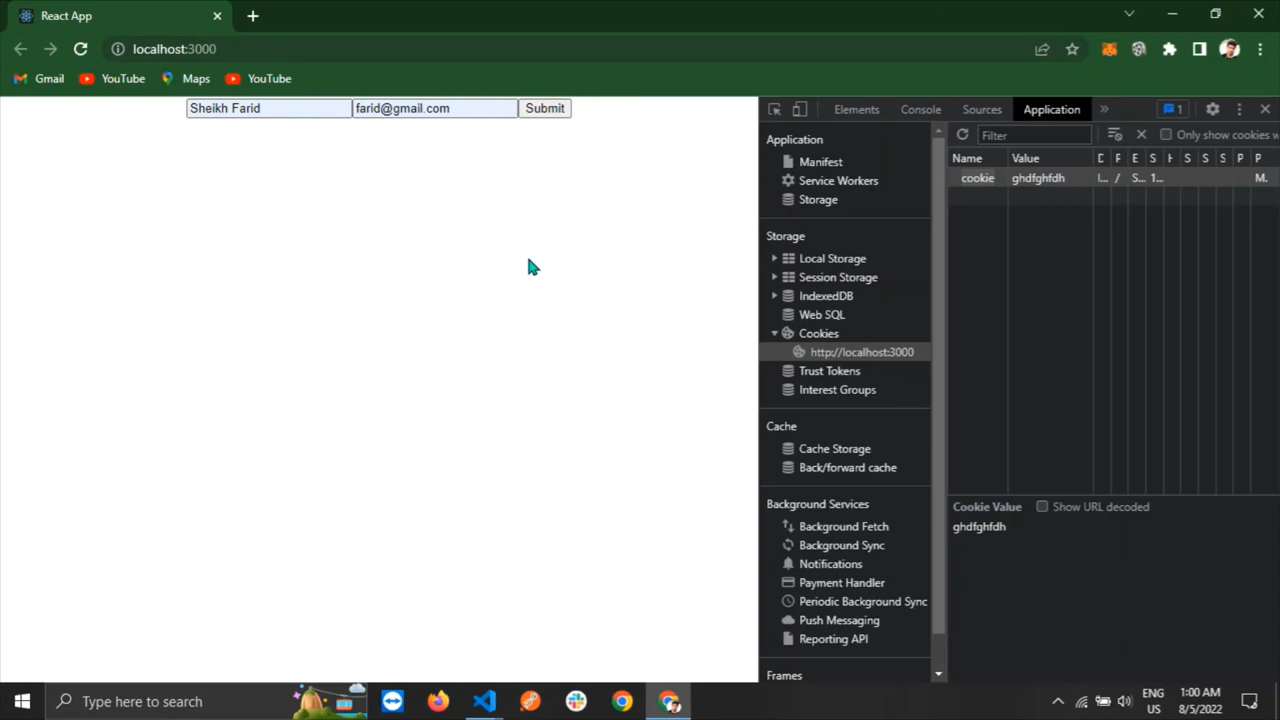 React App
localhost:3000
Gmail YouTube Maps YouTube
Sheikh Farid farid@gmail.com Submit
Elements Console Sources Application » 1
Application
Manifest
Service Workers
Storage
Storage
Local Storage
Session Storage
IndexedDB
Web SQL
Cookies
http://localhost:3000
Trust Tokens
Interest Groups
Cache
Cache Storage
Back/forward cache
Background Services
Background Fetch
Background Sync
Notifications
Payment Handler
Periodic Background Sync
Push Messaging
Reporting API
Frames
Filter Only show cookies w
Name Value D P E S H S S S P P
cookie ghdfghfdh l... / S... 1... M.
Cookie Value Show URL decoded
ghdfghfdh
Type here to search
ENG US
1:00 AM
8/5/2022